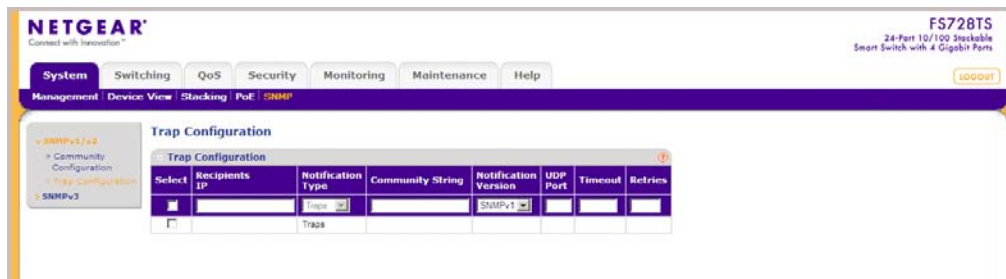 NETGEAR®
Connect with Innovation™
FS728TS
24-Port 10/100 Stackable
Smart Switch with 4 Gigabit Ports
System Switching QoS Security Monitoring Maintenance Help
LOGOUT
Management Device View Stacking PoE SNMP
SNMPv1/v2
Community
Configuration
Trap Configuration
SNMPv3
Trap Configuration
Trap Configuration
Select Recipients IP Notification Type Community String Notification Version UDP Port Timeout Retries
Traps SNMPv1
Traps